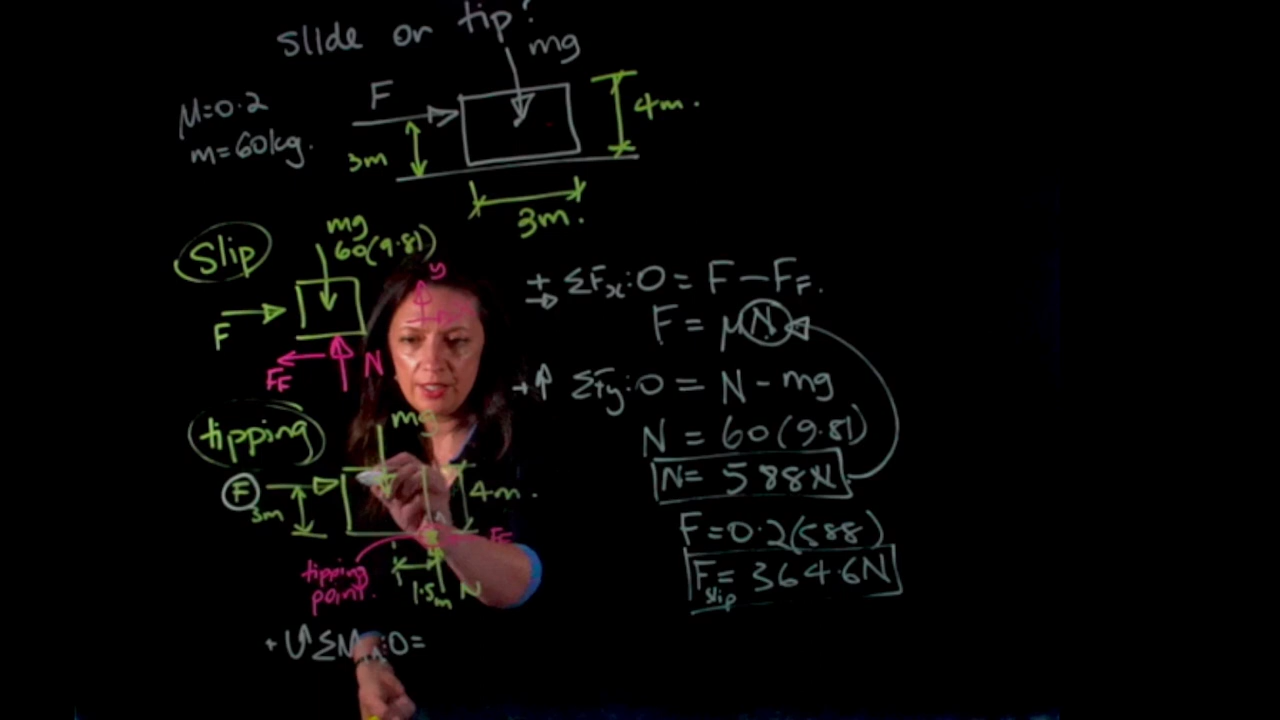 slide or tip?
mg
F
μ=0.2
m=60kg.
3m
4m.
3m.
Slip
mg
60(9.81)
F
FF
N
y
+→ ΣFx:0 = F - FF.
F = μN
+↑ ΣFy:0 = N - mg
N = 60(9.81)
N= 588N
F=0.2(588)
Fslip= 364.6N
tipping
mg
F
3m
4m.
FF
tipping
point.
1.5m
N
:0=